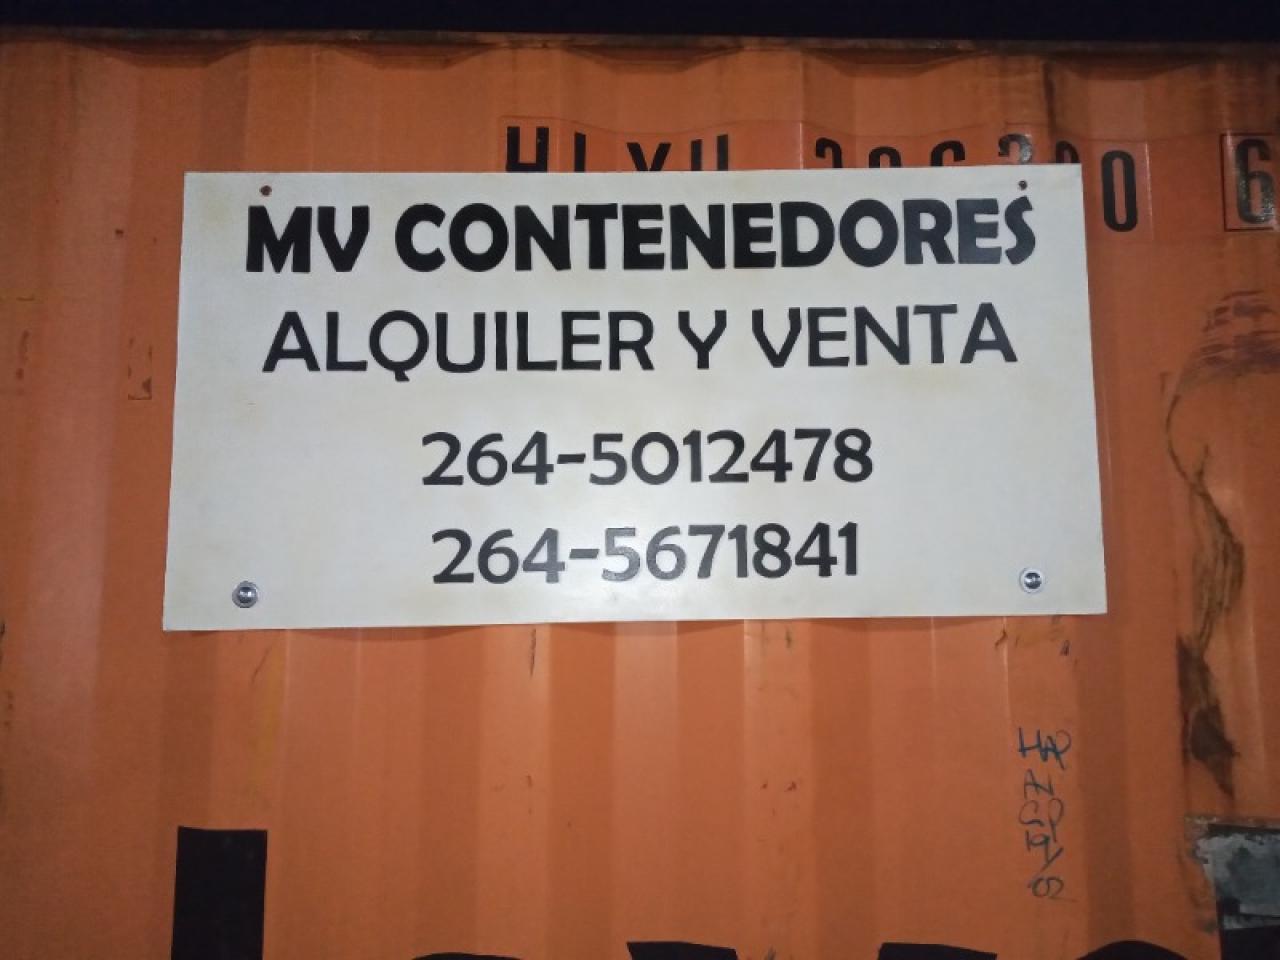 MV CONTENEDORES
ALQUILER Y VENTA
264-5012478
264-5671841